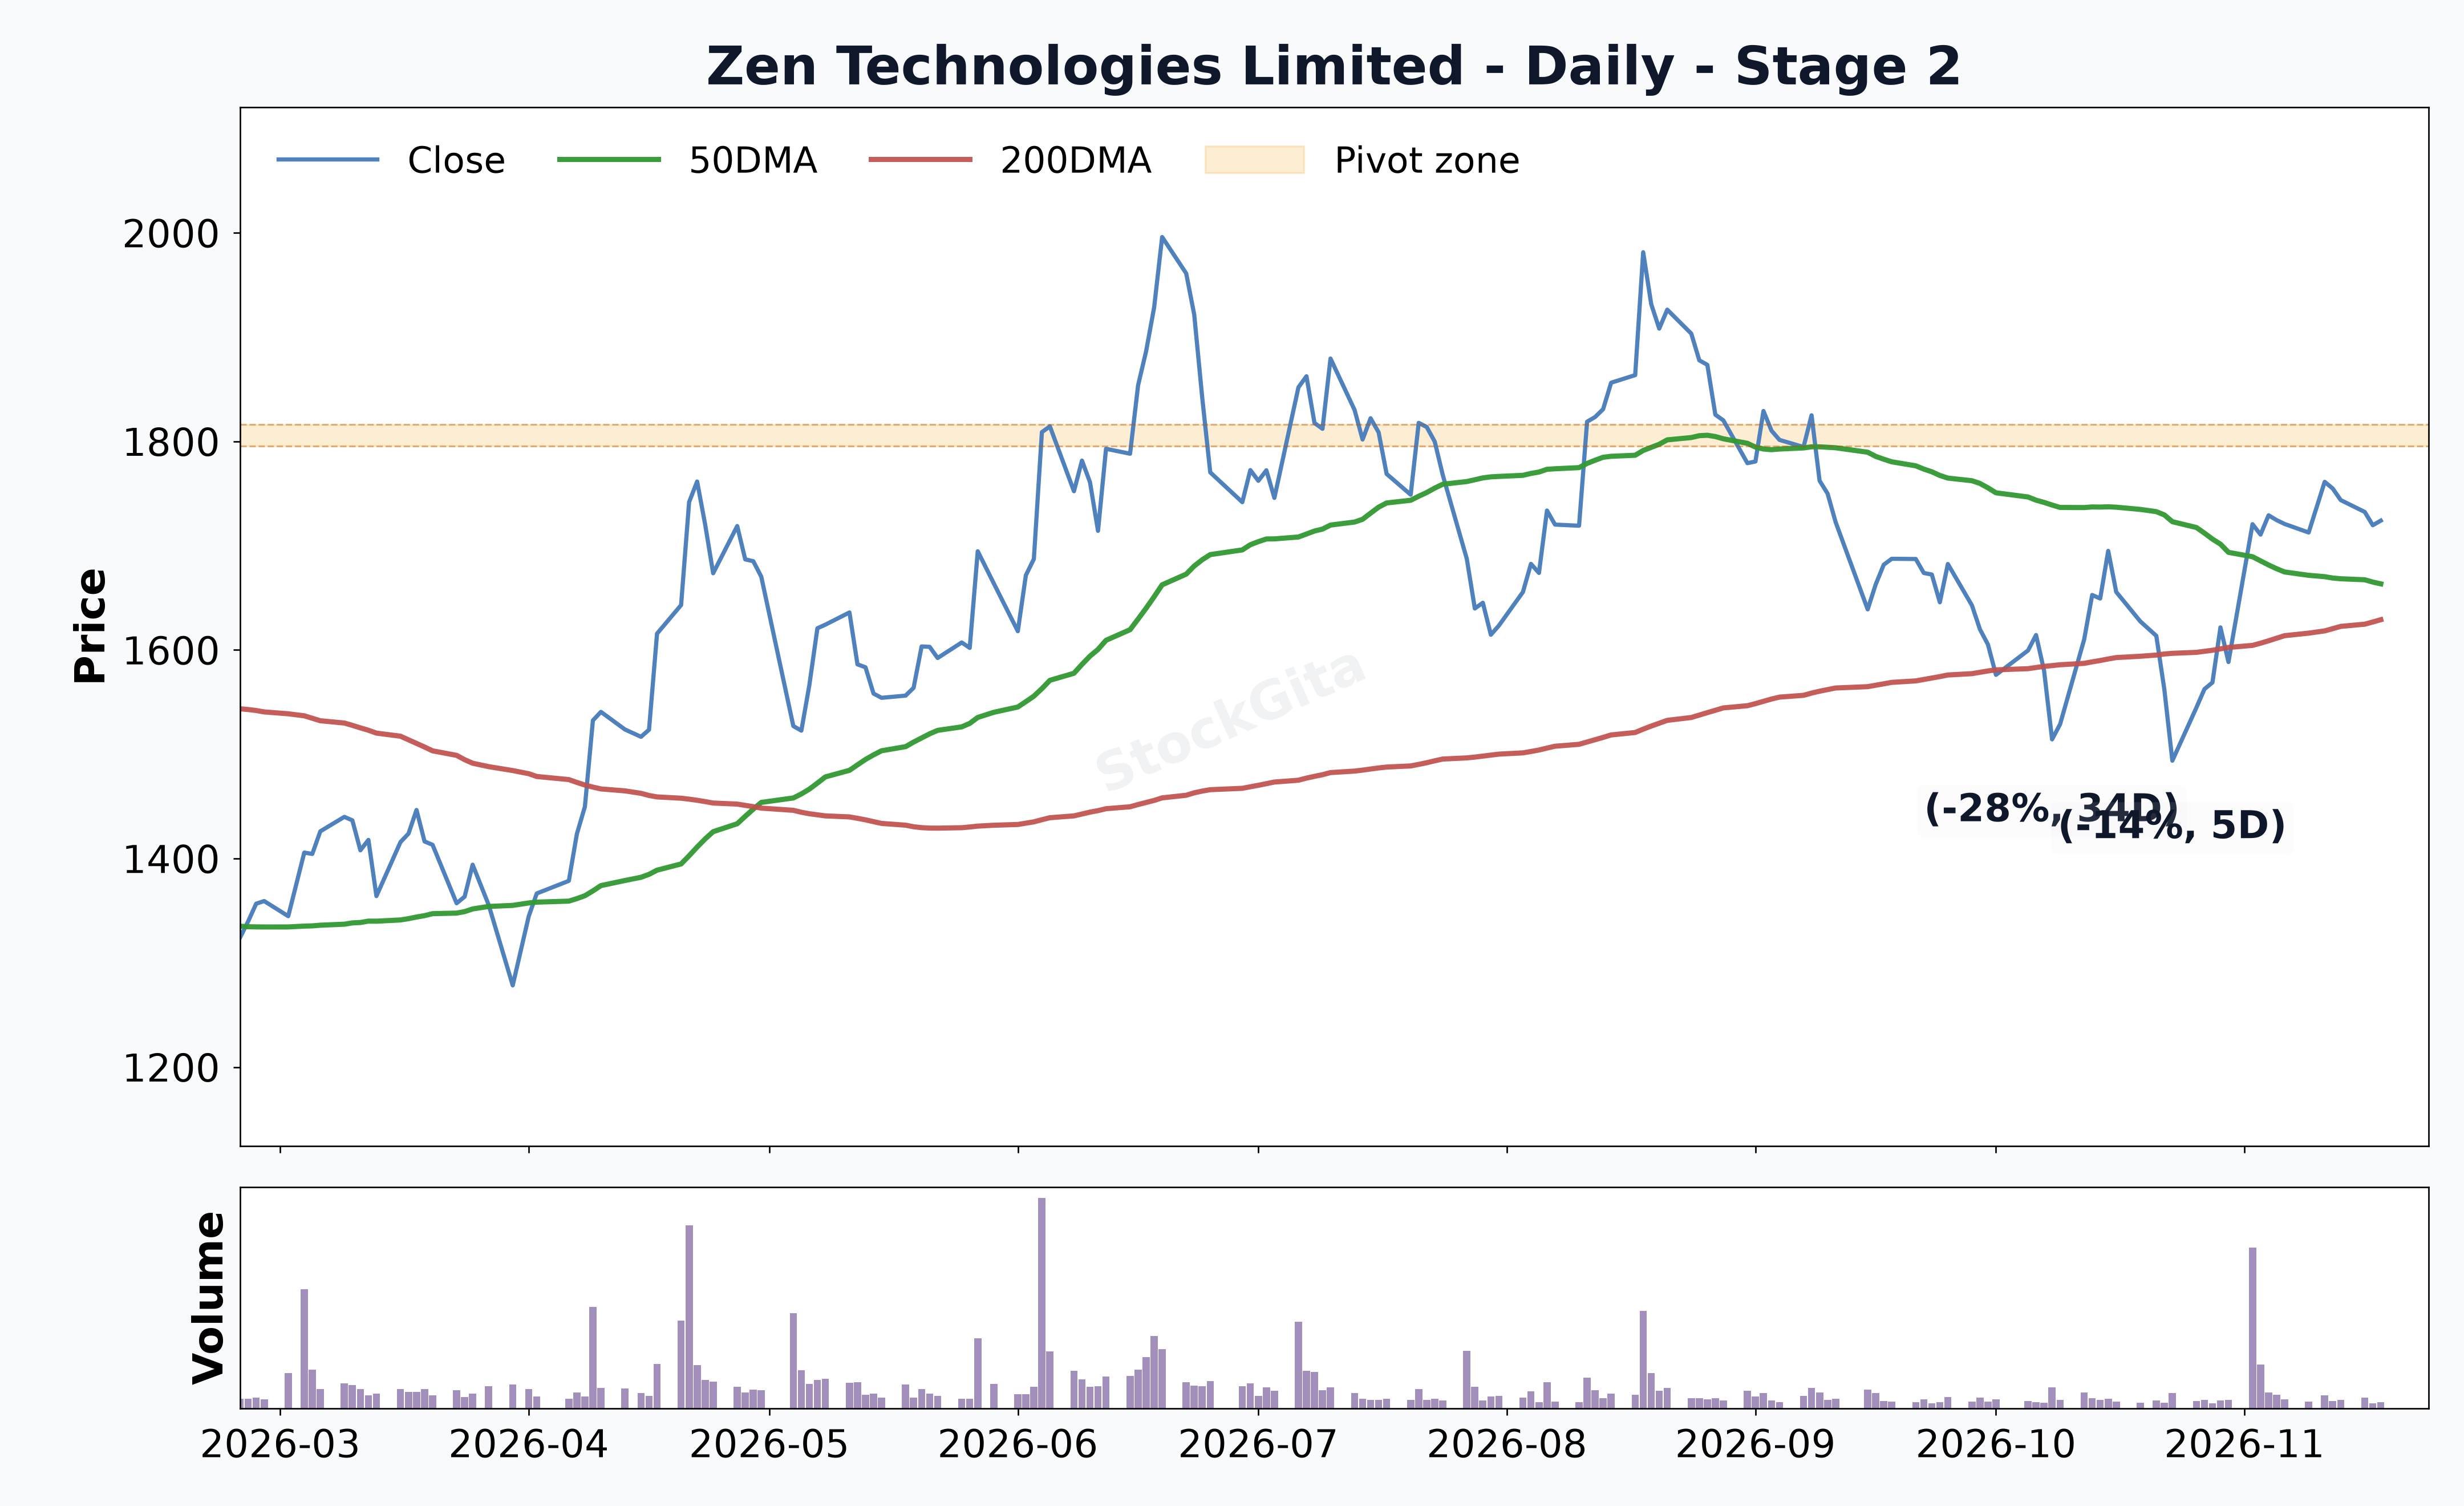 Zen Technologies Limited - Daily - Stage 2
Close
50DMA
200DMA
Pivot zone
Price
2000
1800
1600
1400
1200
StockGita
(-28%, 34D)
(-14%, 5D)
Volume
2026-03
2026-04
2026-05
2026-06
2026-07
2026-08
2026-09
2026-10
2026-11